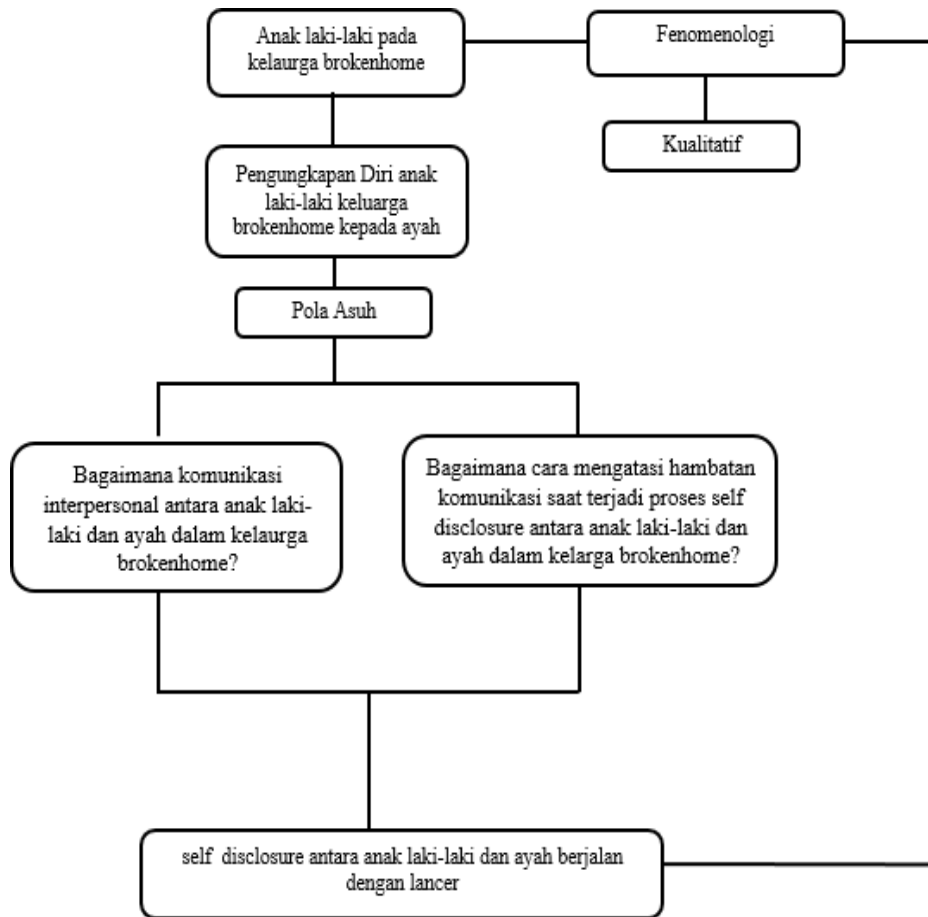 Anak laki-laki pada
kelaurga brokenhome
Fenomenologi
Kualitatif
Pengungkapan Diri anak
laki-laki keluarga
brokenhome kepada ayah
Pola Asuh
Bagaimana komunikasi
interpersonal antara anak laki-
laki dan ayah dalam kelaurga
brokenhome?
Bagaimana cara mengatasi hambatan
komunikasi saat terjadi proses self
disclosure antara anak laki-laki dan
ayah dalam kelarga brokenhome?
self disclosure antara anak laki-laki dan ayah berjalan
dengan lancer